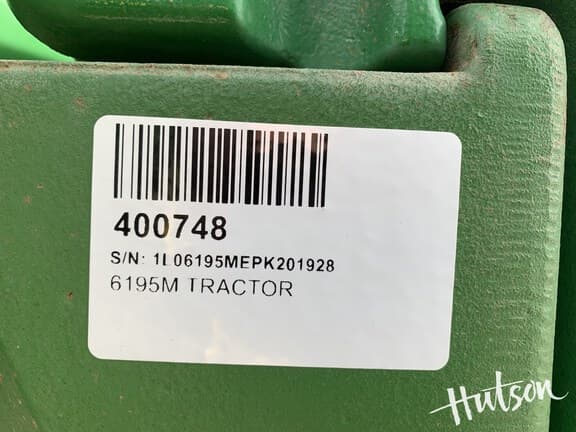 400748
S/N: 1L06195MEPK201928
6195M TRACTOR
Hutson